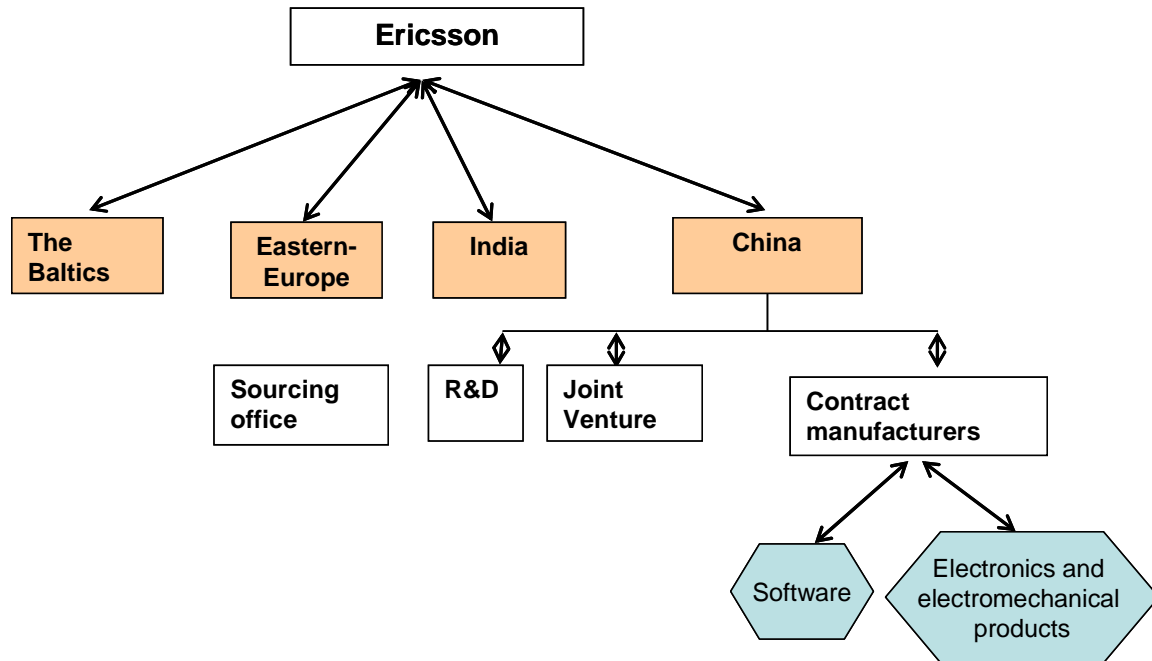 Ericsson
The
Baltics
Eastern-
Europe
India
China
Sourcing
office
R&D
Joint
Venture
Contract
manufacturers
Software
Electronics and
electromechanical
products